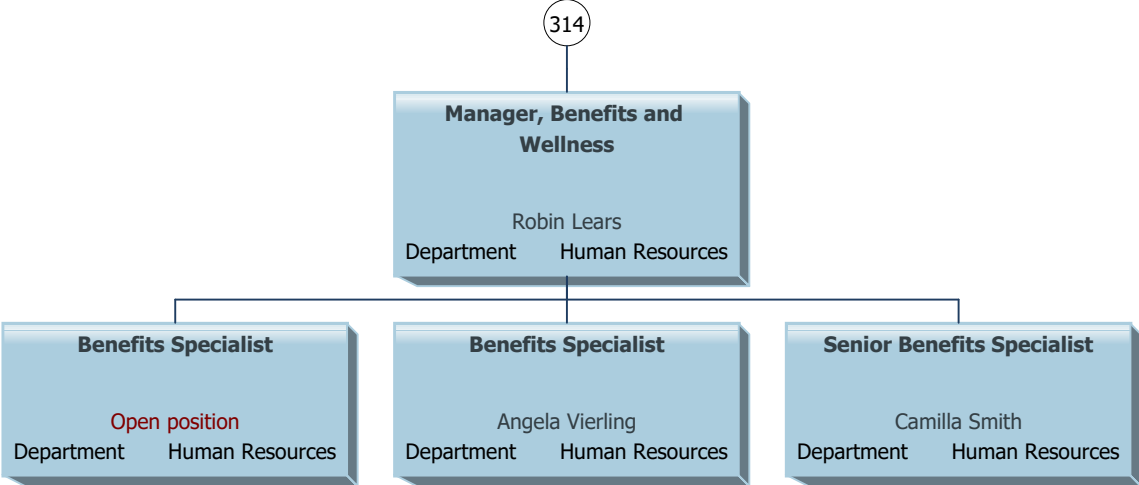 314
Manager, Benefits and
Wellness
Robin Lears
Department Human Resources
Benefits Specialist
Open position
Department Human Resources
Benefits Specialist
Angela Vierling
Department Human Resources
Senior Benefits Specialist
Camilla Smith
Department Human Resources